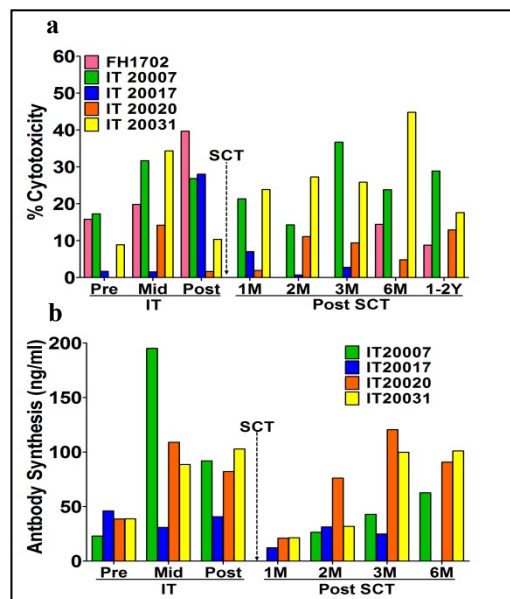 a
% Cytotoxicity
60
50
40
30
20
10
0
FH1702
IT 20007
IT 20017
IT 20020
IT 20031
SCT
Pre Mid Post 1M 2M 3M 6M 1-2Y
IT Post SCT
b
Antbody Synthesis (ng/ml)
200
150
100
50
0
IT20007
IT20017
IT20020
IT20031
SCT
Pre Mid Post 1M 2M 3M 6M
IT Post SCT